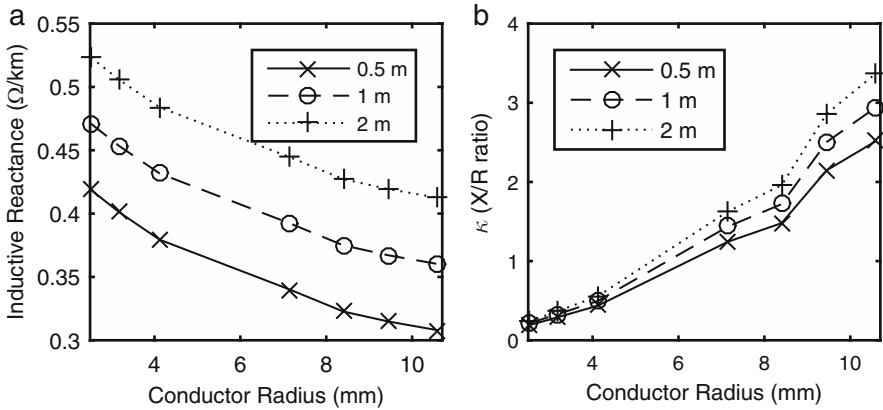 a
0.55
0.5
0.45
0.4
0.35
0.3
Inductive Reactance (Ω/km)
0.5 m
1 m
2 m
4 6 8 10
Conductor Radius (mm)
b
4
3
2
1
0
κ (X/R ratio)
0.5 m
1 m
2 m
4 6 8 10
Conductor Radius (mm)